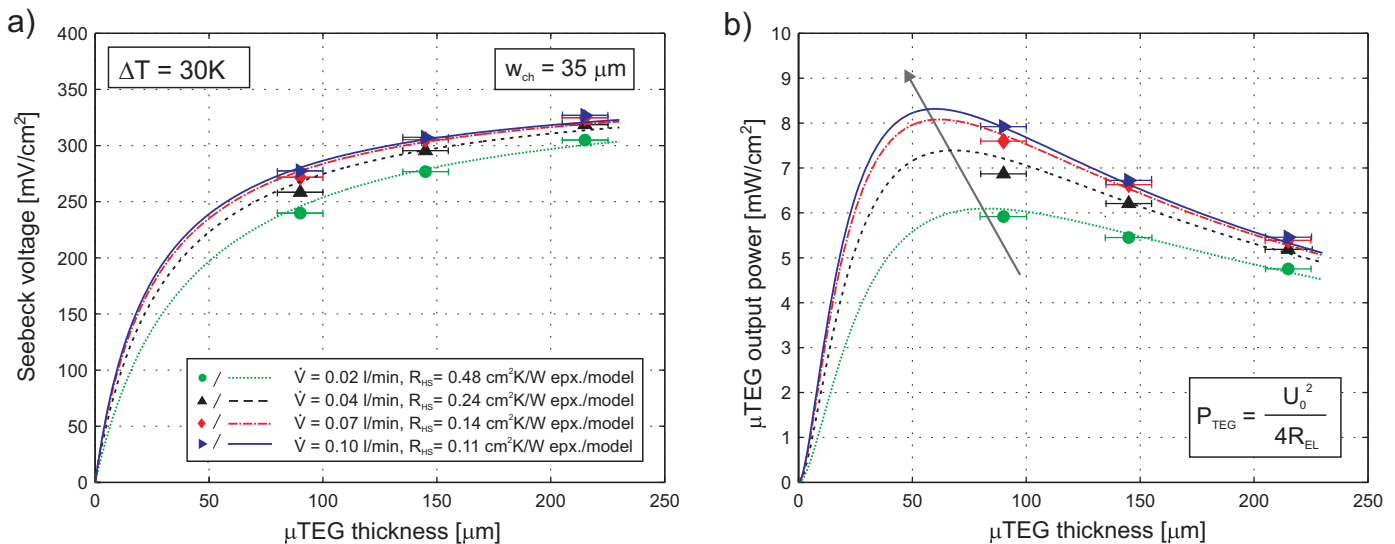 a)
Seebeck voltage [mV/cm²]
400
350
300
250
200
150
100
50
0
ΔT = 30K
w_ch = 35 μm
● / V̇ = 0.02 l/min, R_HS = 0.48 cm²K/W epx./model
▲ / V̇ = 0.04 l/min, R_HS = 0.24 cm²K/W epx./model
♦ / V̇ = 0.07 l/min, R_HS = 0.14 cm²K/W epx./model
▶ / V̇ = 0.10 l/min, R_HS = 0.11 cm²K/W epx./model
0 50 100 150 200 250
μTEG thickness [μm]
b)
μTEG output power [mW/cm²]
10
9
8
7
6
5
4
3
2
1
0
P_TEG = U_0² / 4R_EL
0 50 100 150 200 250
μTEG thickness [μm]